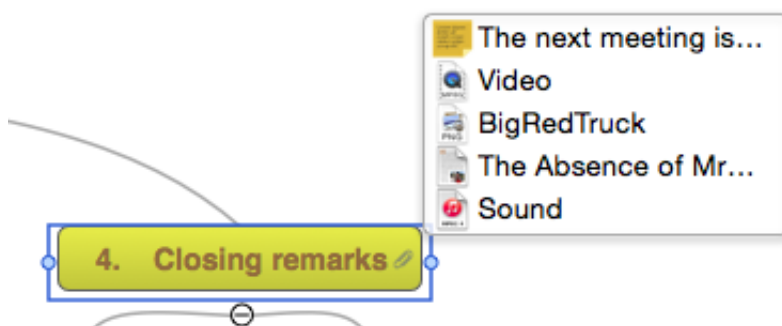 The next meeting is...
Video
BigRedTruck
The Absence of Mr...
Sound
4. Closing remarks